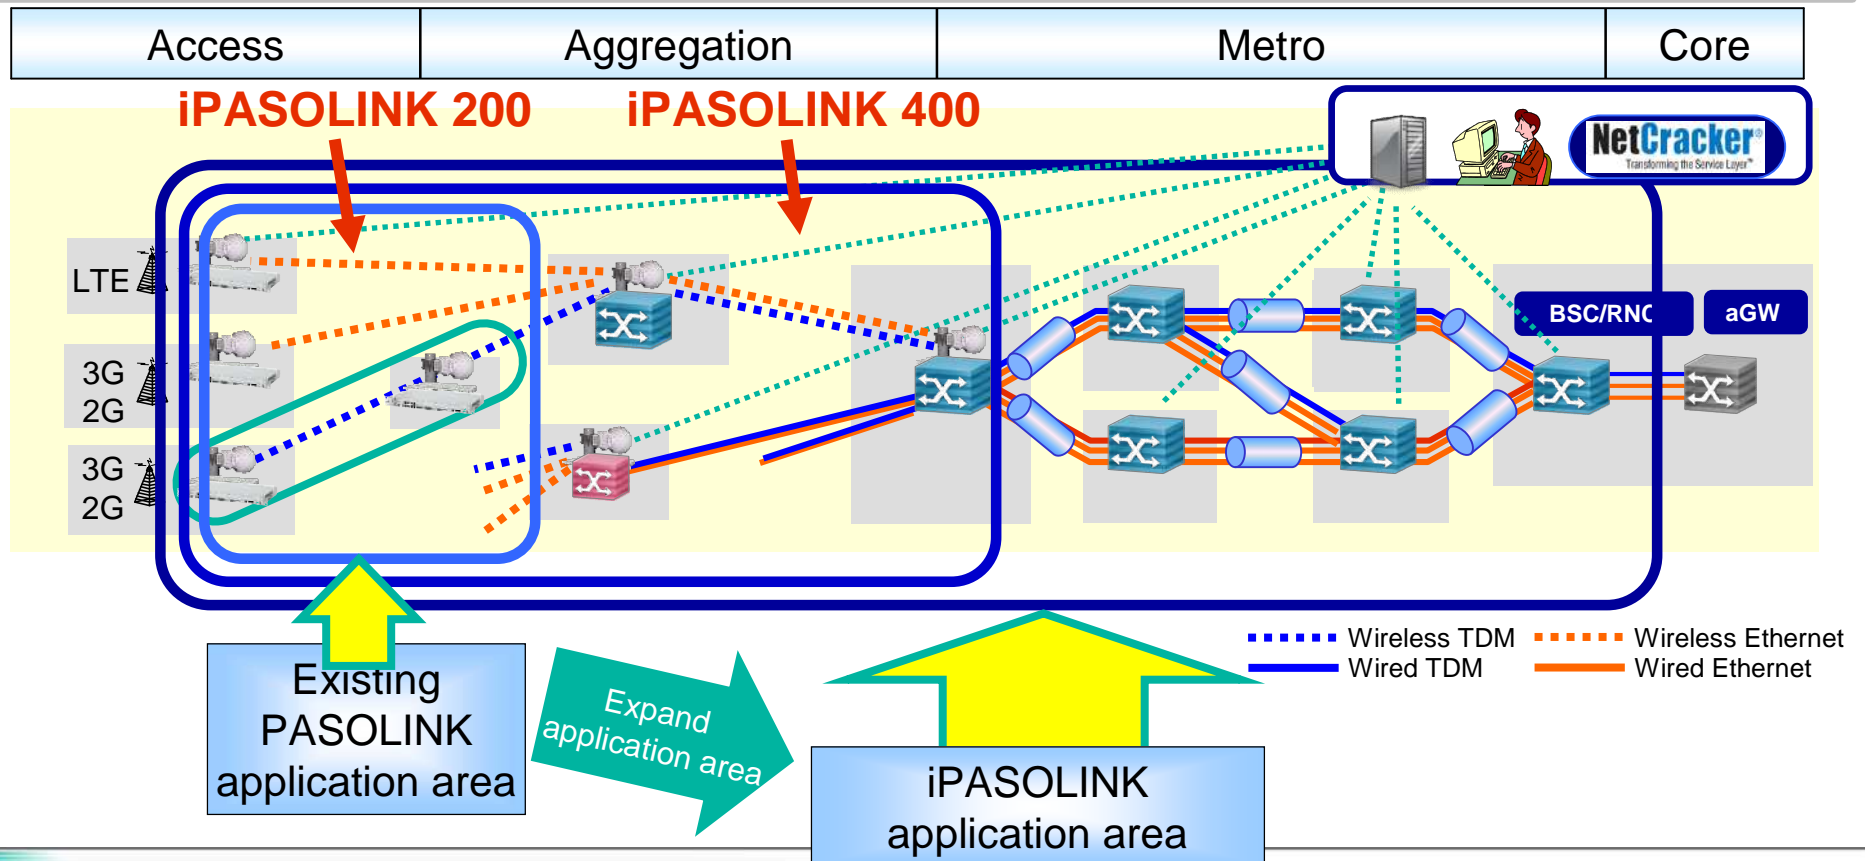 Access
Aggregation
Metro
Core
iPASOLINK 200
iPASOLINK 400
NetCracker®
Transforming the Service Layer™
LTE
3G
2G
3G
2G
BSC/RNC
aGW
Wireless TDM
Wireless Ethernet
Wired TDM
Wired Ethernet
Existing
PASOLINK
application area
Expand
application area
iPASOLINK
application area